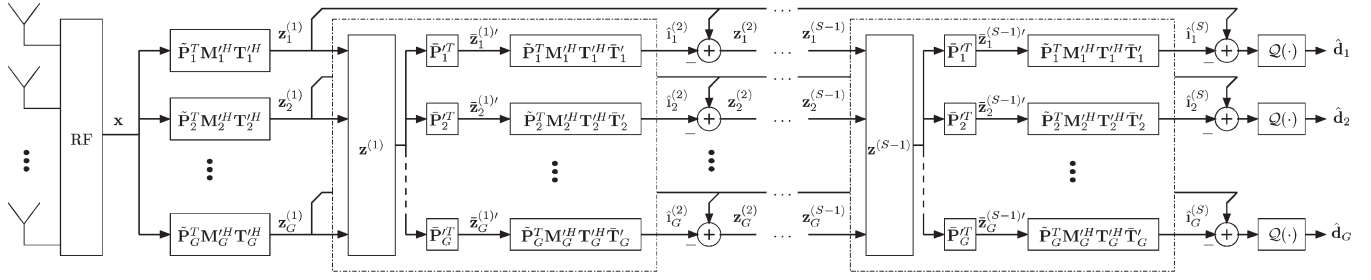 RF
x
P̃₁ᵀM′₁ᴴT′₁ᴴ z₁⁽¹⁾
P̃₂ᵀM′₂ᴴT′₂ᴴ z₂⁽¹⁾
P̃_GᵀM′_GᴴT′_Gᴴ z_G⁽¹⁾
z⁽¹⁾
P̄′₁ᵀ z̄₁⁽¹⁾′ P̃₁ᵀM′₁ᴴT′₁ᴴT̄′₁ î₁⁽²⁾ − + z₁⁽²⁾ ... z₁⁽ˢ⁻¹⁾
P̄′₂ᵀ z̄₂⁽¹⁾′ P̃₂ᵀM′₂ᴴT′₂ᴴT̄′₂ î₂⁽²⁾ − + z₂⁽²⁾ ... z₂⁽ˢ⁻¹⁾
P̄′_Gᵀ z̄_G⁽¹⁾′ P̃_GᵀM′_GᴴT′_GᴴT̄′_G î_G⁽²⁾ − + z_G⁽²⁾ ... z_G⁽ˢ⁻¹⁾
z⁽ˢ⁻¹⁾
P̄′₁ᵀ z̄₁⁽ˢ⁻¹⁾′ P̃₁ᵀM′₁ᴴT′₁ᴴT̄′₁ î₁⁽ˢ⁾ − + Q(·) d̂₁
P̄′₂ᵀ z̄₂⁽ˢ⁻¹⁾′ P̃₂ᵀM′₂ᴴT′₂ᴴT̄′₂ î₂⁽ˢ⁾ − + Q(·) d̂₂
P̄′_Gᵀ z̄_G⁽ˢ⁻¹⁾′ P̃_GᵀM′_GᴴT′_GᴴT̄′_G î_G⁽ˢ⁾ − + Q(·) d̂_G